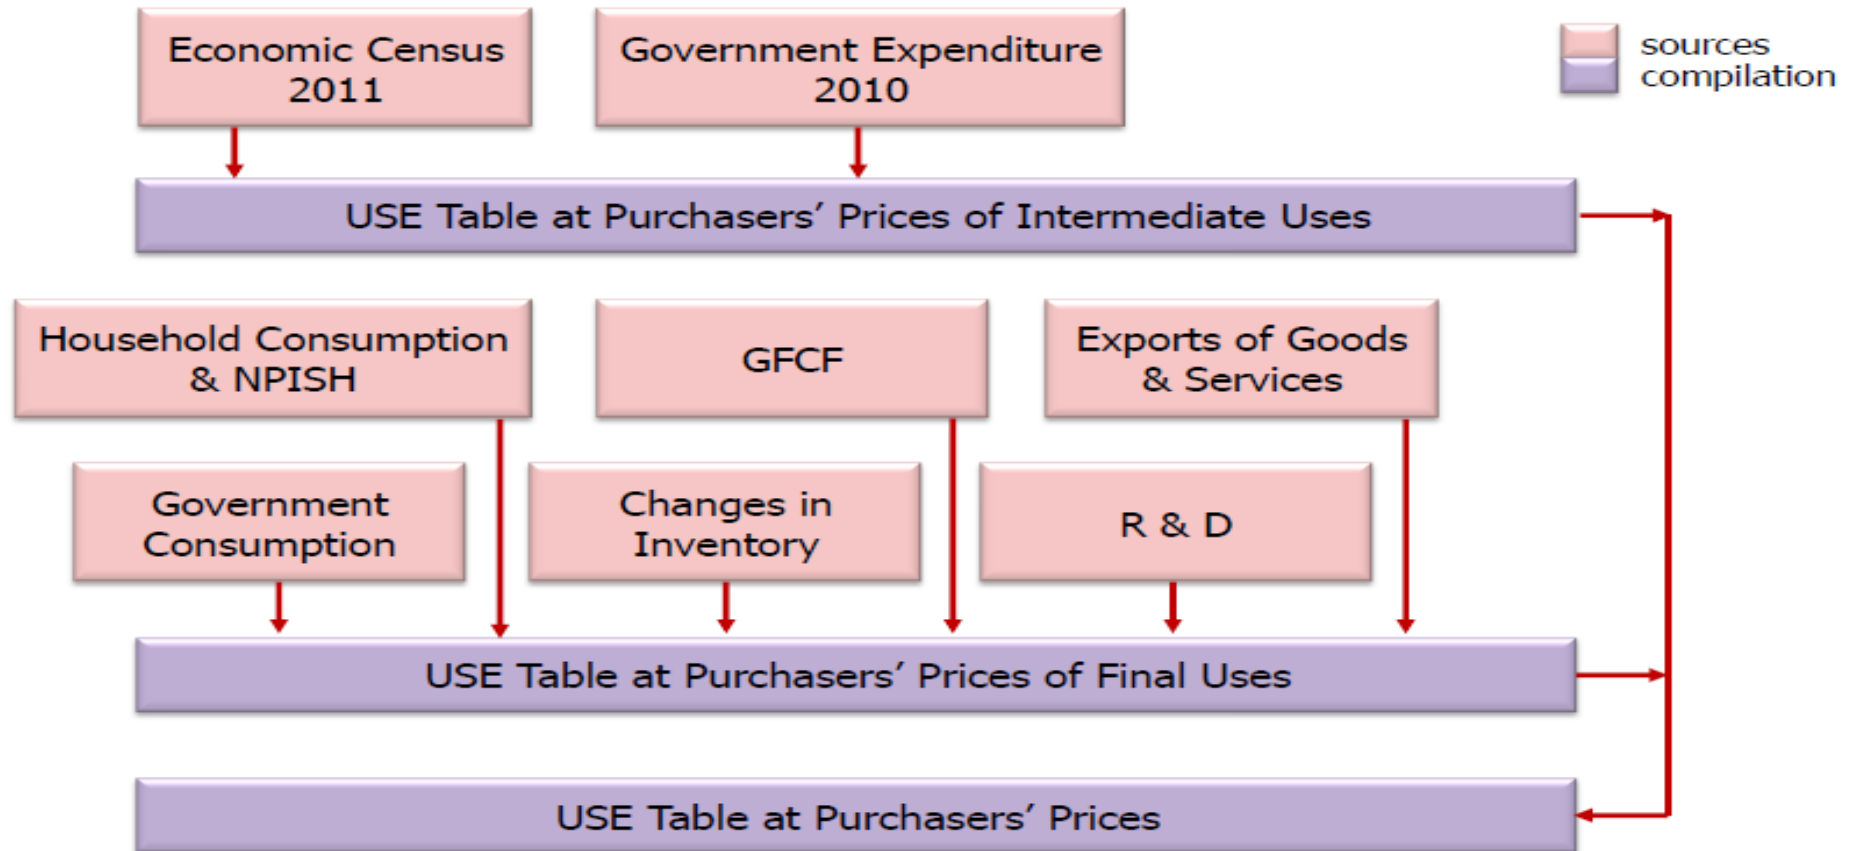 Economic Census
2011
Government Expenditure
2010
sources
compilation
USE Table at Purchasers’ Prices of Intermediate Uses
Household Consumption
& NPISH
GFCF
Exports of Goods
& Services
Government
Consumption
Changes in
Inventory
R & D
USE Table at Purchasers’ Prices of Final Uses
USE Table at Purchasers’ Prices